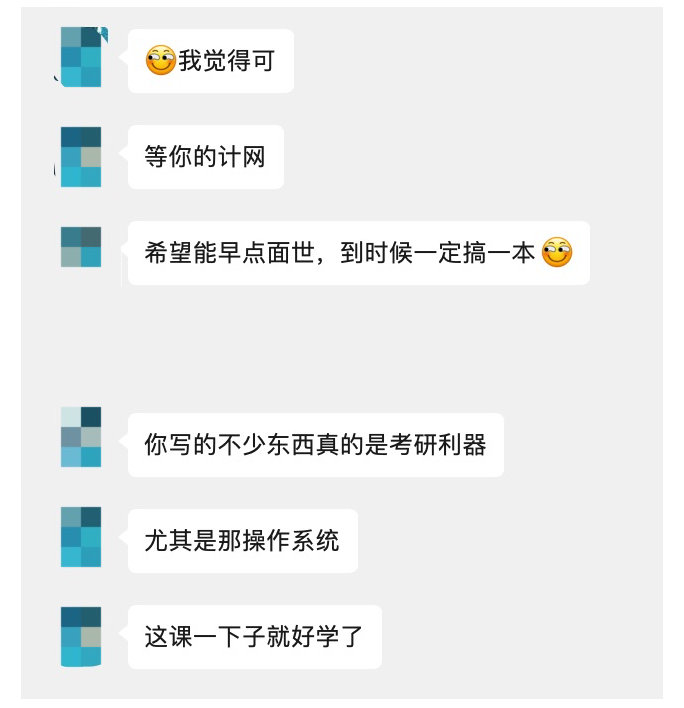 我觉得可
等你的计网
希望能早点面世，到时候一定搞一本
你写的不少东西真的是考研利器
尤其是那操作系统
这课一下子就好学了